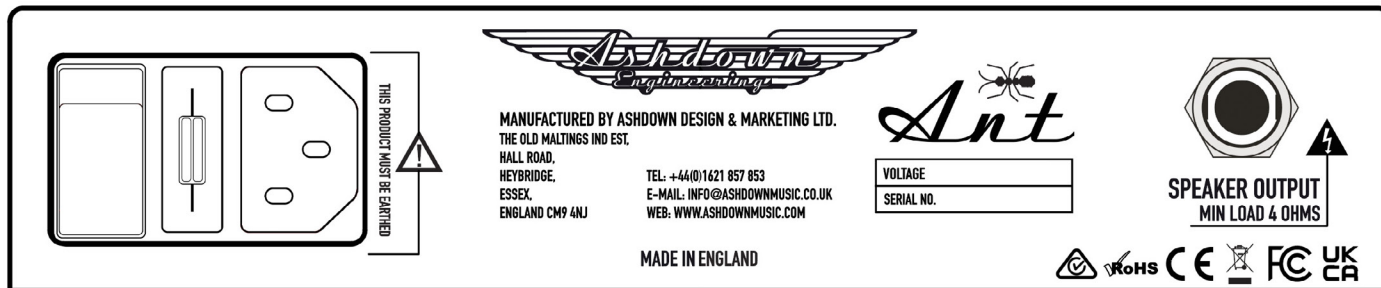 THIS PRODUCT MUST BE EARTHED
Ashdown
Engineering
MANUFACTURED BY ASHDOWN DESIGN & MARKETING LTD.
THE OLD MALTINGS IND EST,
HALL ROAD,
HEYBRIDGE,
ESSEX,
ENGLAND CM9 4NJ
TEL: +44(0)1621 857 853
E-MAIL: INFO@ASHDOWNMUSIC.CO.UK
WEB: WWW.ASHDOWNMUSIC.COM
MADE IN ENGLAND
Ant
VOLTAGE
SERIAL NO.
SPEAKER OUTPUT
MIN LOAD 4 OHMS
RoHS CE FC UK
CA